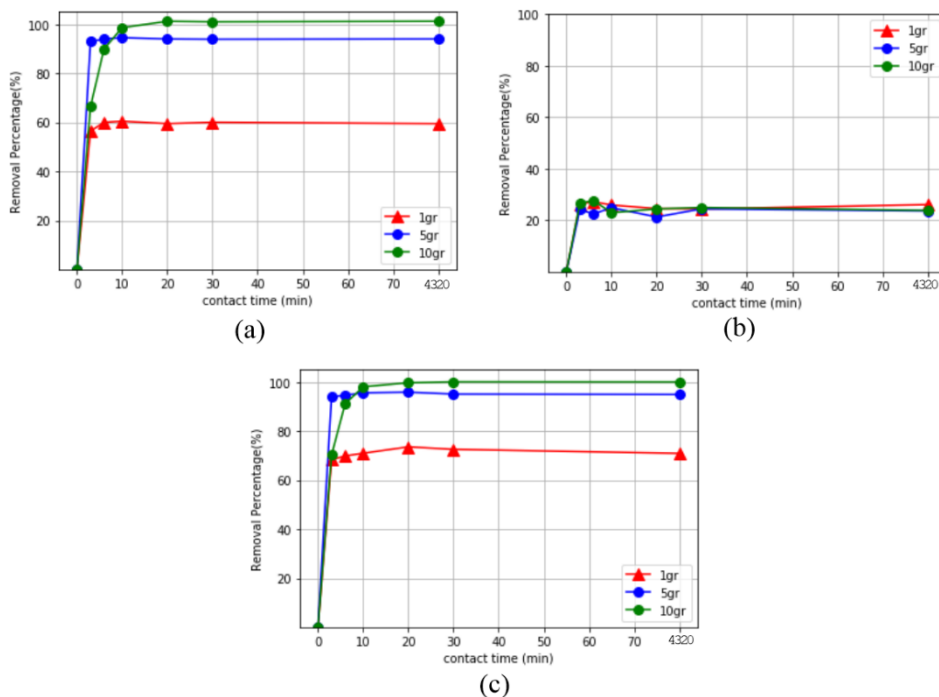 100
80
60
40
20
Removal Percentage(%)
1gr
5gr
10gr
0 10 20 30 40 50 60 70 4320
contact time (min)
(a)
100
80
60
40
20
Removal Percentage(%)
1gr
5gr
10gr
0 10 20 30 40 50 60 70 4320
contact time (min)
(b)
100
80
60
40
20
Removal Percentage(%)
1gr
5gr
10gr
0 10 20 30 40 50 60 70 4320
contact time (min)
(c)